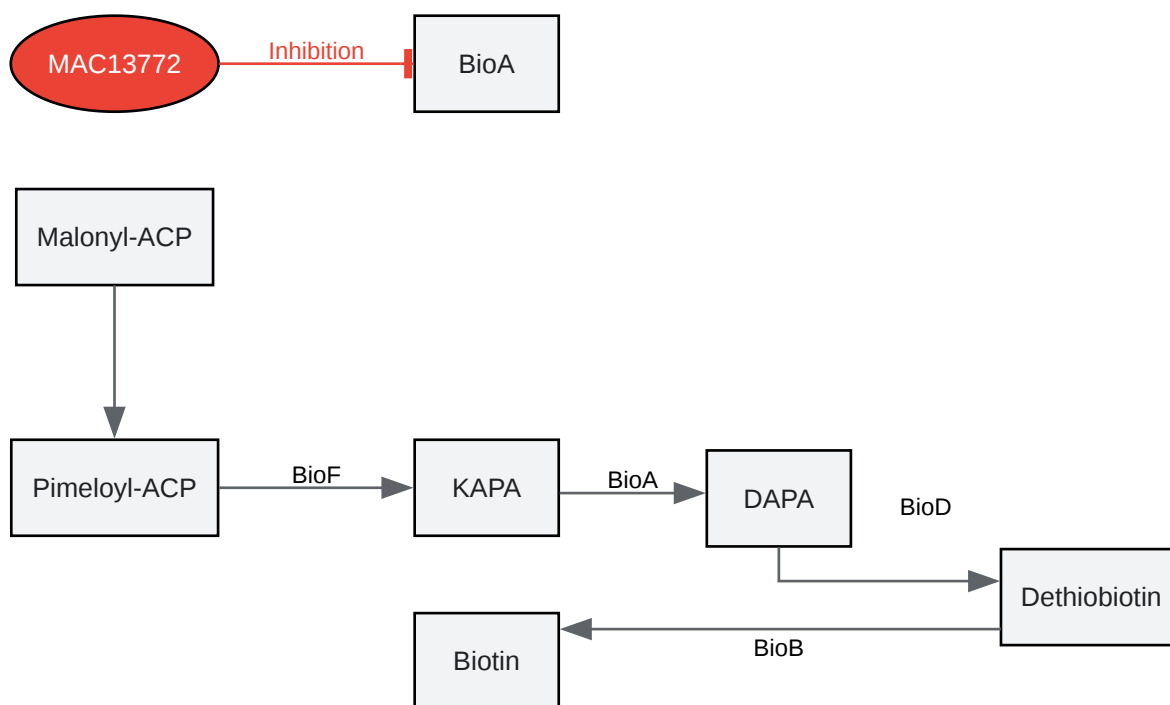 MAC13772
Inhibition
BioA
Malonyl-ACP
Pimeloyl-ACP
BioF
KAPA
BioA
DAPA
BioD
Dethiobiotin
BioB
Biotin